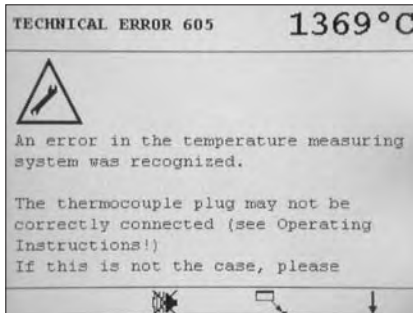 TECHNICAL ERROR 605 1369°C
An error in the temperature measuring
system was recognized.
The thermocouple plug may not be
correctly connected (see Operating
Instructions!)
If this is not the case, please